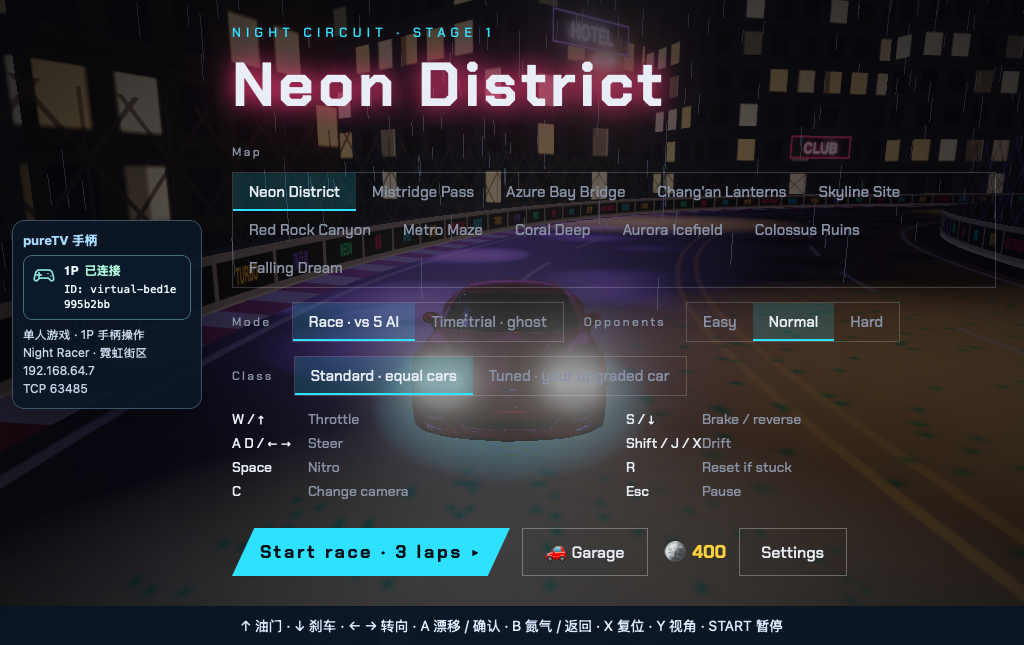 NIGHT CIRCUIT · STAGE 1
HOTEL
Neon District
CLUB
Map
Neon District Mistridge Pass Azure Bay Bridge Chang'an Lanterns Skyline Site
Red Rock Canyon Metro Maze Coral Deep Aurora Icefield Colossus Ruins
Falling Dream
pureTV 手柄
1P 已连接
ID: virtual-bed1e
995b2bb
单人游戏 · 1P 手柄操作
Night Racer · 霓虹街区
192.168.64.7
TCP 63485
Mode Race · vs 5 AI Time trial · ghost Opponents Easy Normal Hard
Class Standard · equal cars Tuned · your upgraded car
W / ↑ Throttle S / ↓ Brake / reverse
A D / ← → Steer Shift / J / X Drift
Space Nitro R Reset if stuck
C Change camera Esc Pause
Start race · 3 laps ▸ Garage 400 Settings
↑ 油门 · ↓ 刹车 · ← → 转向 · A 漂移 / 确认 · B 氮气 / 返回 · X 复位 · Y 视角 · START 暂停